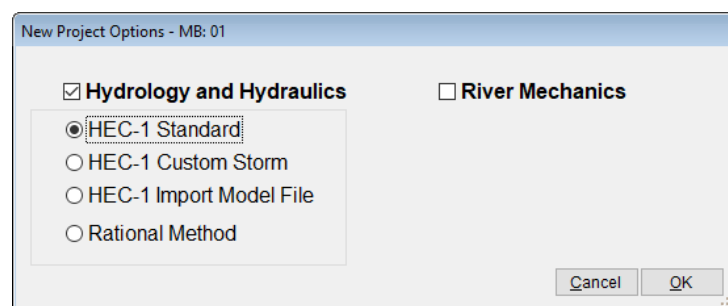 New Project Options - MB: 01
Hydrology and Hydraulics
River Mechanics
HEC-1 Standard
HEC-1 Custom Storm
HEC-1 Import Model File
Rational Method
Cancel
OK